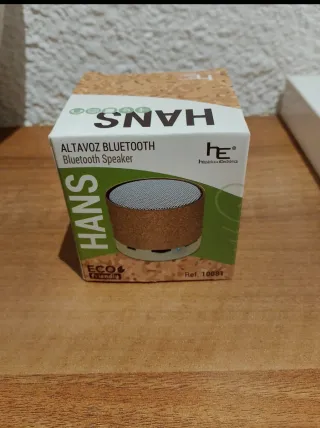 HANS
ALTAVOZ BLUETOOTH
Bluetooth Speaker
hE
HANS
ECO
friendly
Ref. 10091